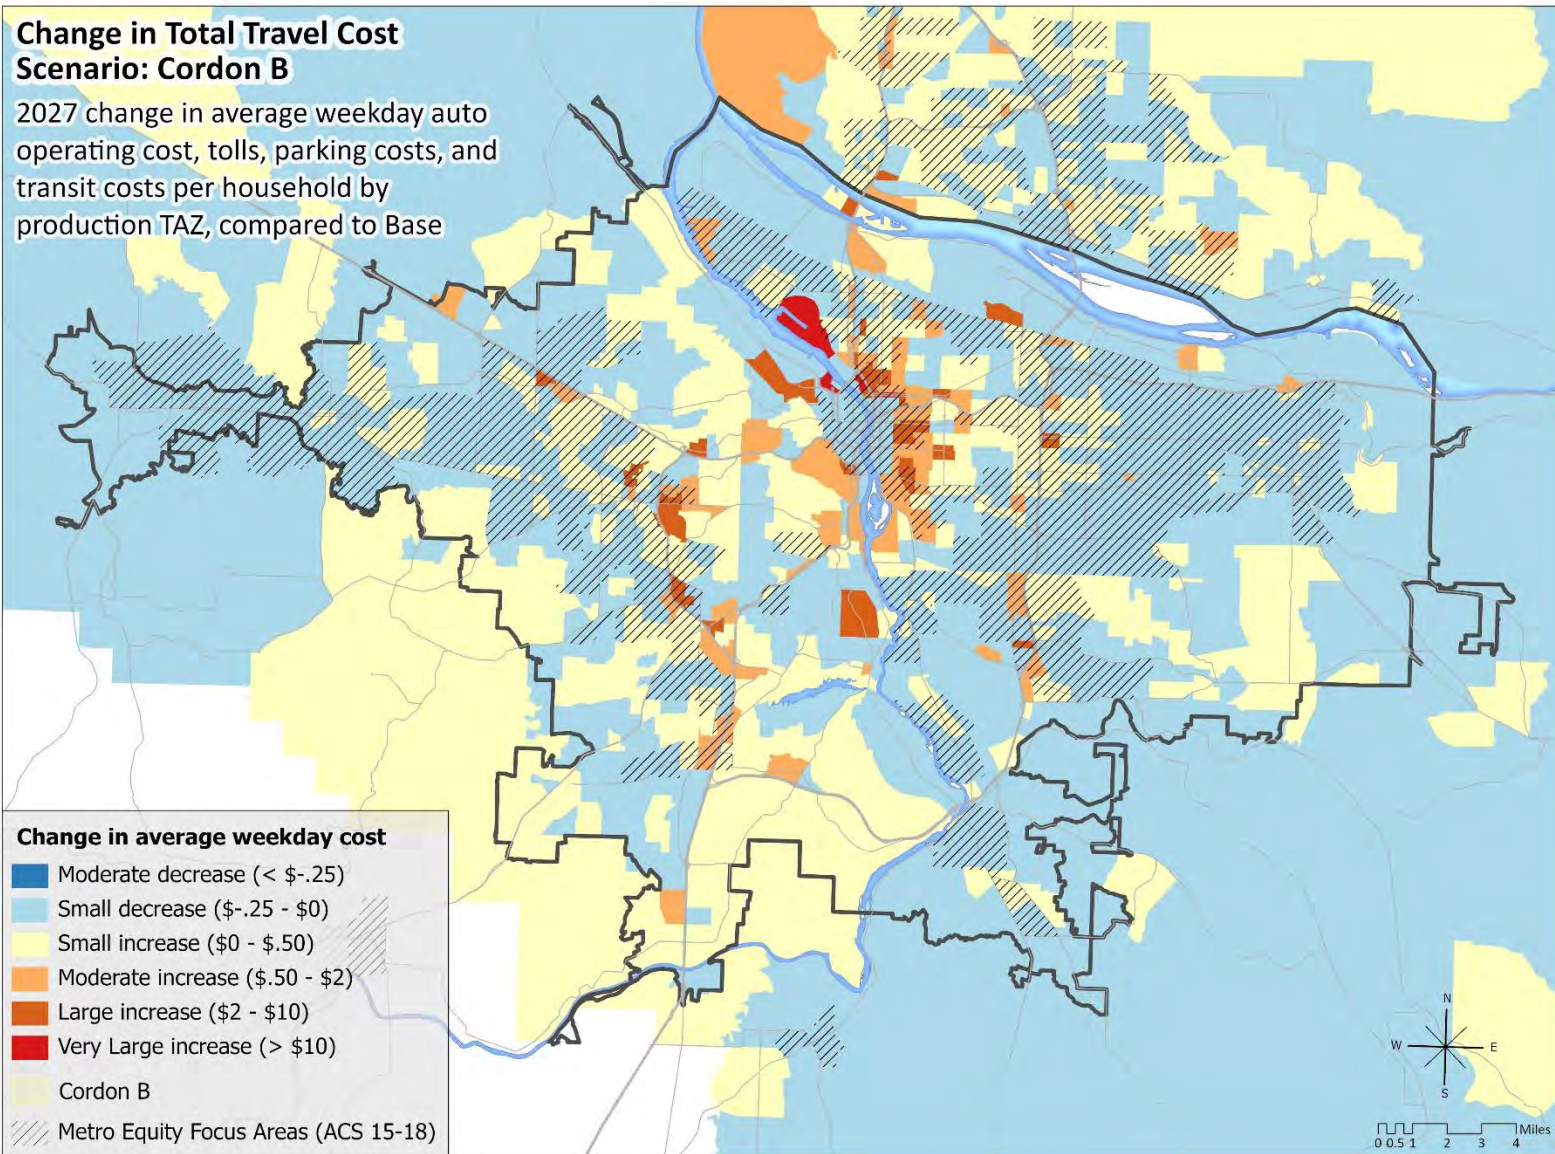 Change in Total Travel Cost
Scenario: Cordon B
2027 change in average weekday auto
operating cost, tolls, parking costs, and
transit costs per household by
production TAZ, compared to Base
Change in average weekday cost
Moderate decrease (< $-.25)
Small decrease ($-.25 - $0)
Small increase ($0 - $.50)
Moderate increase ($.50 - $2)
Large increase ($2 - $10)
Very Large increase (> $10)
Cordon B
Metro Equity Focus Areas (ACS 15-18)
N
W E
S
Miles
0 0.5 1 2 3 4